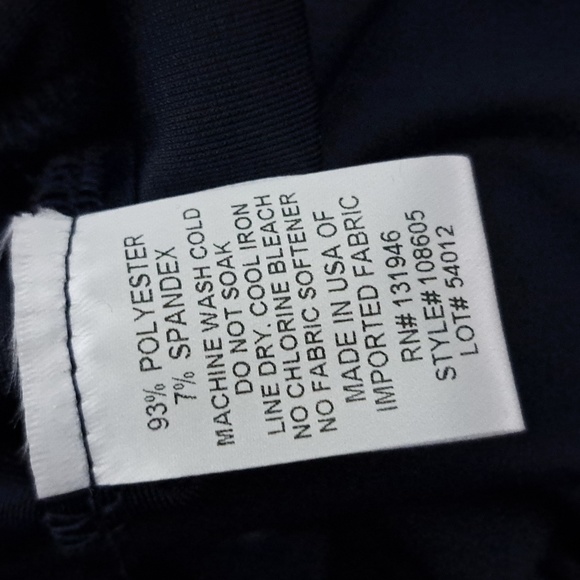 93% POLYESTER
7% SPANDEX
MACHINE WASH COLD
DO NOT SOAK
LINE DRY. COOL IRON
NO CHLORINE BLEACH
NO FABRIC SOFTENER
MADE IN USA OF
IMPORTED FABRIC
RN# 131946
STYLE# 108605
LOT# 54012